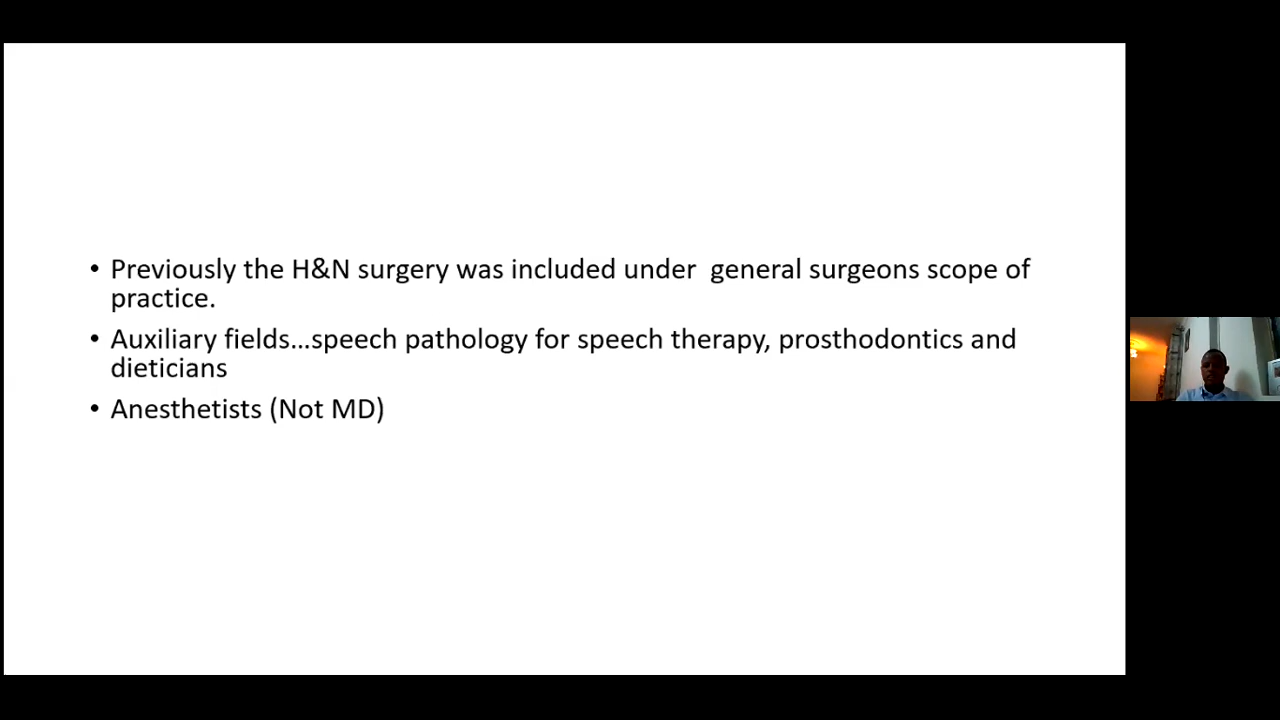 • Previously the H&N surgery was included under  general surgeons scope of
practice.
• Auxiliary fields…speech pathology for speech therapy, prosthodontics and
dieticians
• Anesthetists (Not MD)